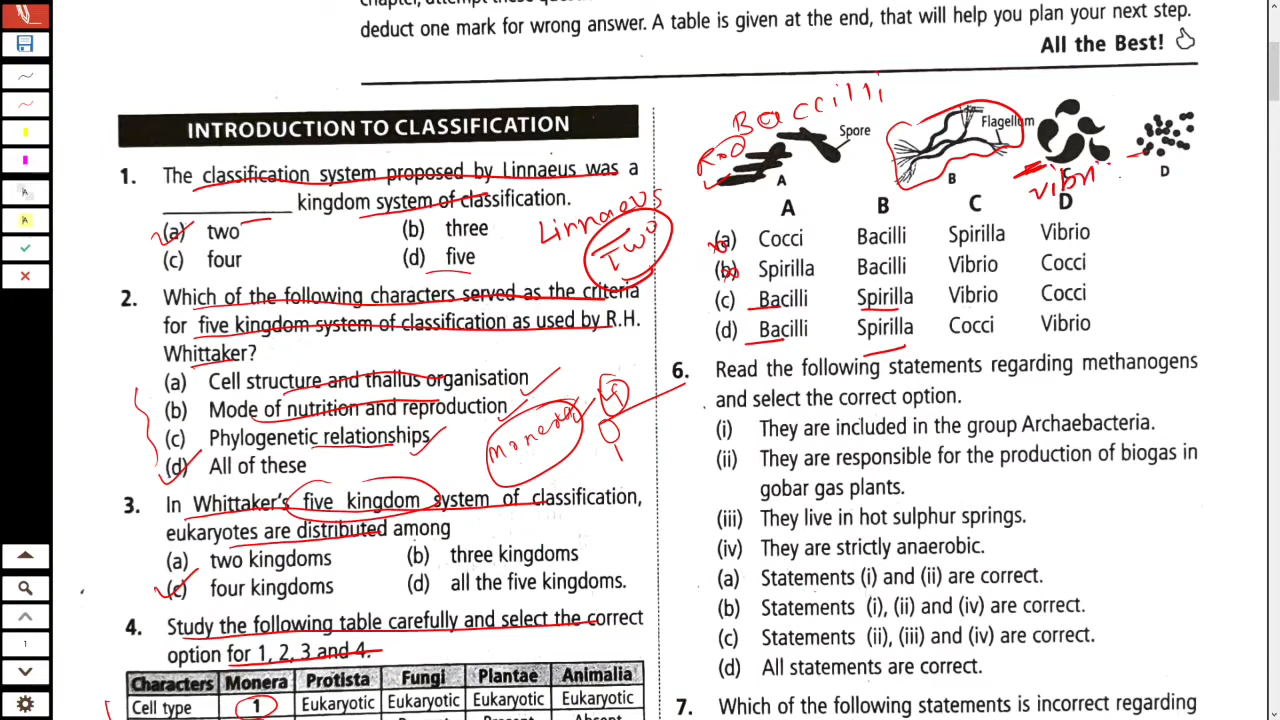 chapter, attempt these
deduct one mark for wrong answer. A table is given at the end, that will help you plan your next step.
All the Best!
INTRODUCTION TO CLASSIFICATION
1. The classification system proposed by Linnaeus was a
____________ kingdom system of classification.
(a) two (b) three
(c) four (d) five
Linnaeus
Two
2. Which of the following characters served as the criteria
for five kingdom system of classification as used by R.H.
Whittaker?
(a) Cell structure and thallus organisation
(b) Mode of nutrition and reproduction
(c) Phylogenetic relationships
(d) All of these
Monera
3. In Whittaker's five kingdom system of classification,
eukaryotes are distributed among
(a) two kingdoms (b) three kingdoms
(c) four kingdoms (d) all the five kingdoms.
4. Study the following table carefully and select the correct
option for 1, 2, 3 and 4.
Characters Monera Protista Fungi Plantae Animalia
Cell type 1 Eukaryotic Eukaryotic Eukaryotic Eukaryotic
Absent
Baccilli
Rod
Spore Flagellum
vibri
A B D
A B C D
(a) Cocci Bacilli Spirilla Vibrio
(b) Spirilla Bacilli Vibrio Cocci
(c) Bacilli Spirilla Vibrio Cocci
(d) Bacilli Spirilla Cocci Vibrio
6. Read the following statements regarding methanogens
and select the correct option.
(i) They are included in the group Archaebacteria.
(ii) They are responsible for the production of biogas in
gobar gas plants.
(iii) They live in hot sulphur springs.
(iv) They are strictly anaerobic.
(a) Statements (i) and (ii) are correct.
(b) Statements (i), (ii) and (iv) are correct.
(c) Statements (ii), (iii) and (iv) are correct.
(d) All statements are correct.
7. Which of the following statements is incorrect regarding